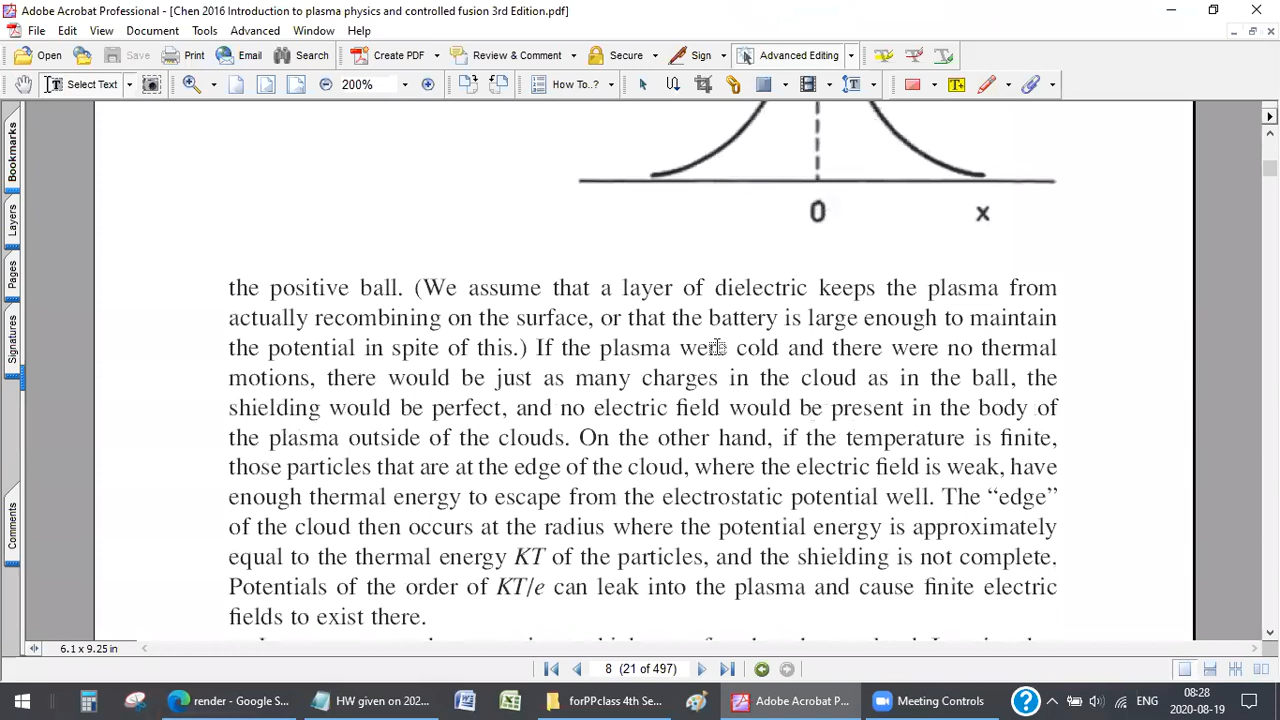 Adobe Acrobat Professional - [Chen 2016 Introduction to plasma physics and controlled fusion 3rd Edition.pdf]
File Edit View Document Tools Advanced Window Help
Open Save Print Email Search Create PDF Review & Comment Secure Sign Advanced Editing
Select Text 200% How To..?
Bookmarks
Layers
Pages
Signatures
Comments
0 x
the positive ball. (We assume that a layer of dielectric keeps the plasma from
actually recombining on the surface, or that the battery is large enough to maintain
the potential in spite of this.) If the plasma were cold and there were no thermal
motions, there would be just as many charges in the cloud as in the ball, the
shielding would be perfect, and no electric field would be present in the body of
the plasma outside of the clouds. On the other hand, if the temperature is finite,
those particles that are at the edge of the cloud, where the electric field is weak, have
enough thermal energy to escape from the electrostatic potential well. The “edge”
of the cloud then occurs at the radius where the potential energy is approximately
equal to the thermal energy KT of the particles, and the shielding is not complete.
Potentials of the order of KT/e can leak into the plasma and cause finite electric
fields to exist there.
6.1 x 9.25 in
8 (21 of 497)
render - Google S... HW given on 202... forPPclass 4th Se... Adobe Acrobat P... Meeting Controls ENG 08:28
2020-08-19